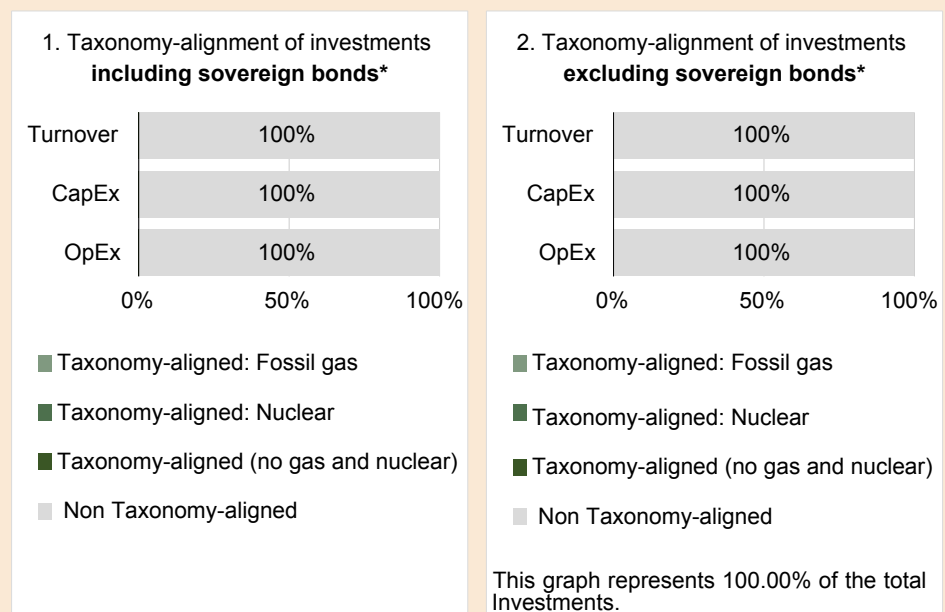 1. Taxonomy-alignment of investments
including sovereign bonds*
Turnover 100%
CapEx 100%
OpEx 100%
0% 50% 100%
Taxonomy-aligned: Fossil gas
Taxonomy-aligned: Nuclear
Taxonomy-aligned (no gas and nuclear)
Non Taxonomy-aligned
2. Taxonomy-alignment of investments
excluding sovereign bonds*
Turnover 100%
CapEx 100%
OpEx 100%
0% 50% 100%
Taxonomy-aligned: Fossil gas
Taxonomy-aligned: Nuclear
Taxonomy-aligned (no gas and nuclear)
Non Taxonomy-aligned
This graph represents 100.00% of the total
Investments.